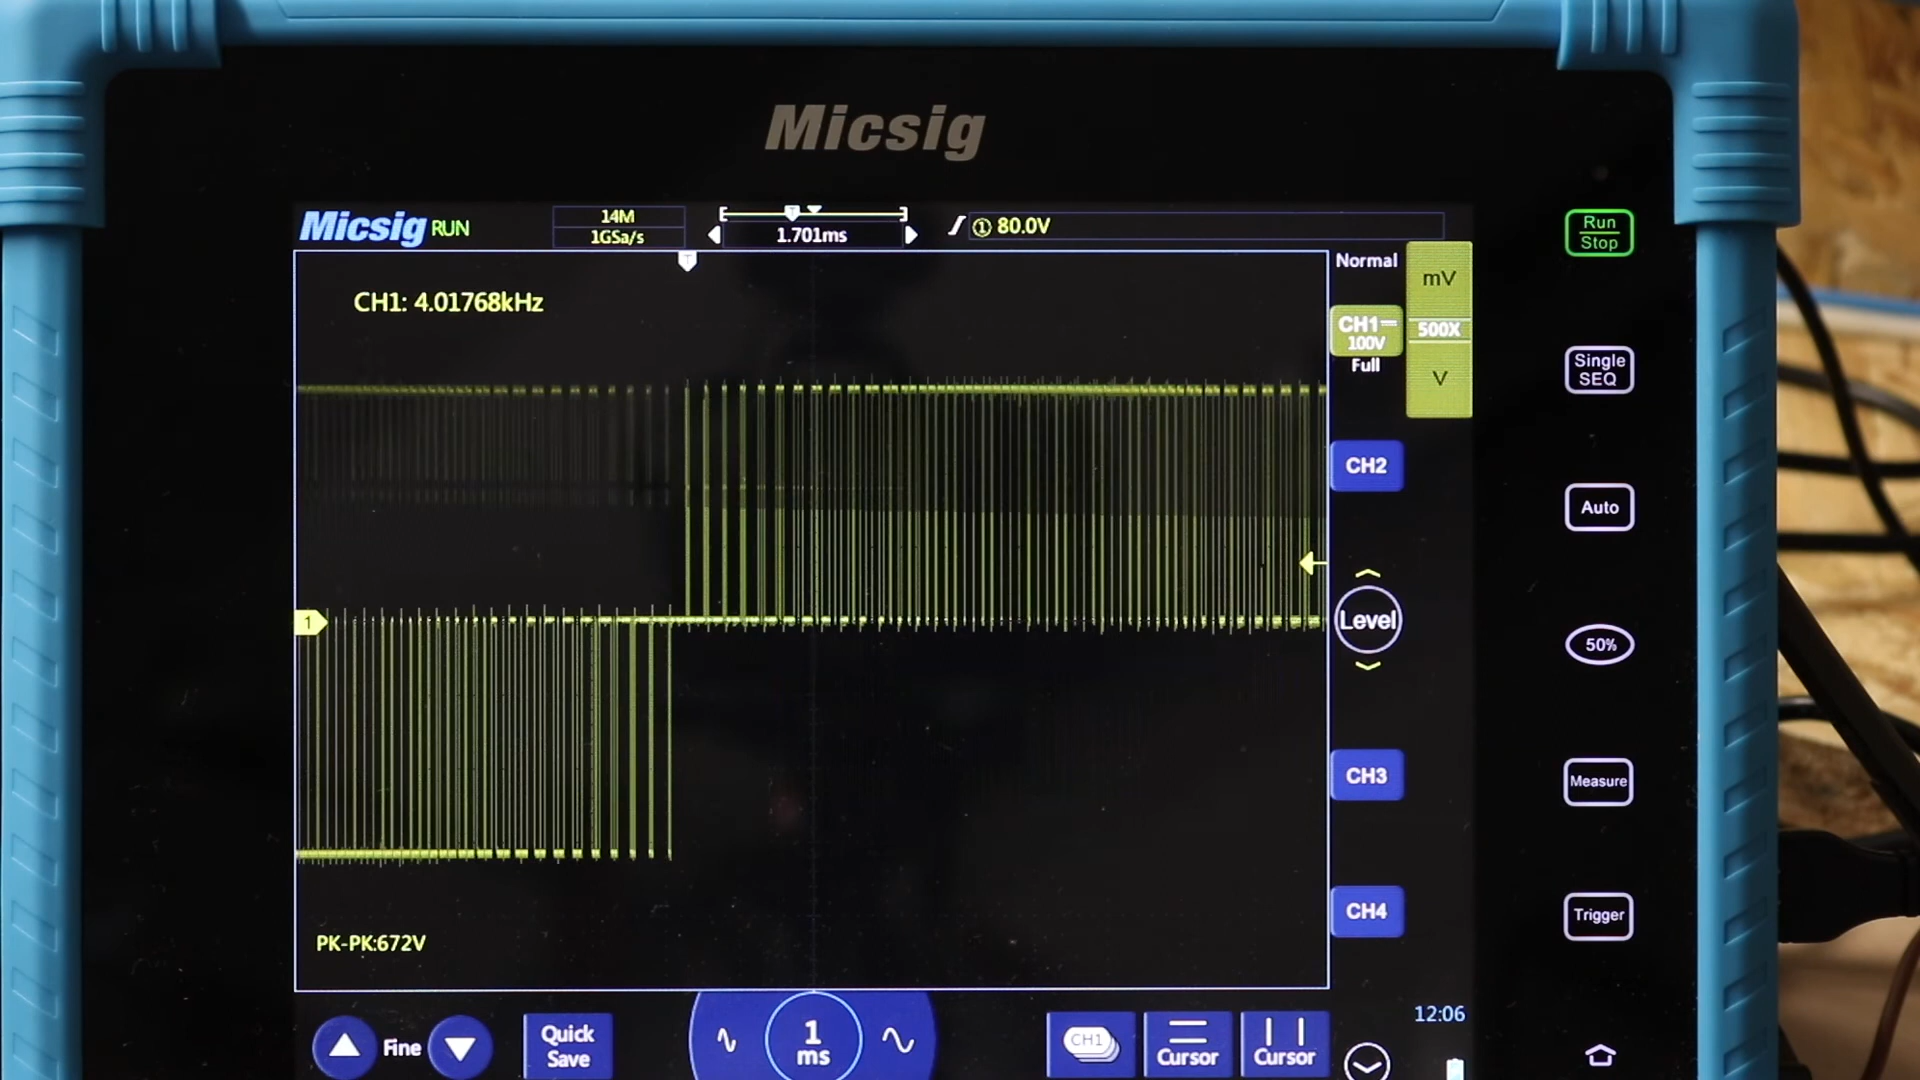 Micsig
Micsig RUN
14M
1GSa/s
T
1.701ms
1 80.0V
T
Run
Stop
Normal
mV
CH1: 4.01768kHz
CH1
100V
500X
Full
V
Single
SEQ
CH2
Auto
1
Level
50%
CH3
Measure
CH4
Trigger
PK-PK:672V
12:06
Fine
Quick
Save
1
ms
CH1
Cursor
Cursor